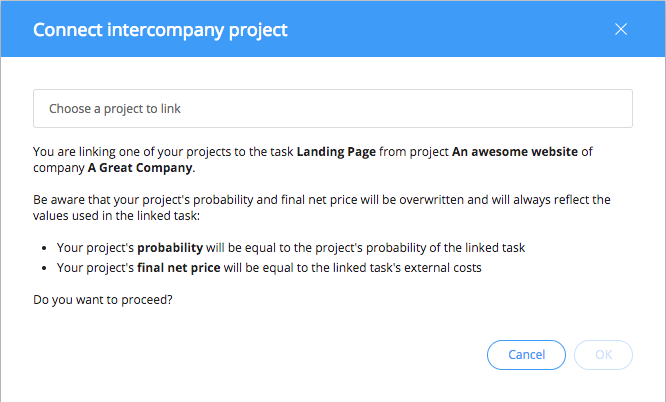 Connect intercompany project
Choose a project to link
You are linking one of your projects to the task Landing Page from project An awesome website of
company A Great Company.
Be aware that your project's probability and final net price will be overwritten and will always reflect the
values used in the linked task:
• Your project's probability will be equal to the project's probability of the linked task
• Your project's final net price will be equal to the linked task's external costs
Do you want to proceed?
Cancel
OK